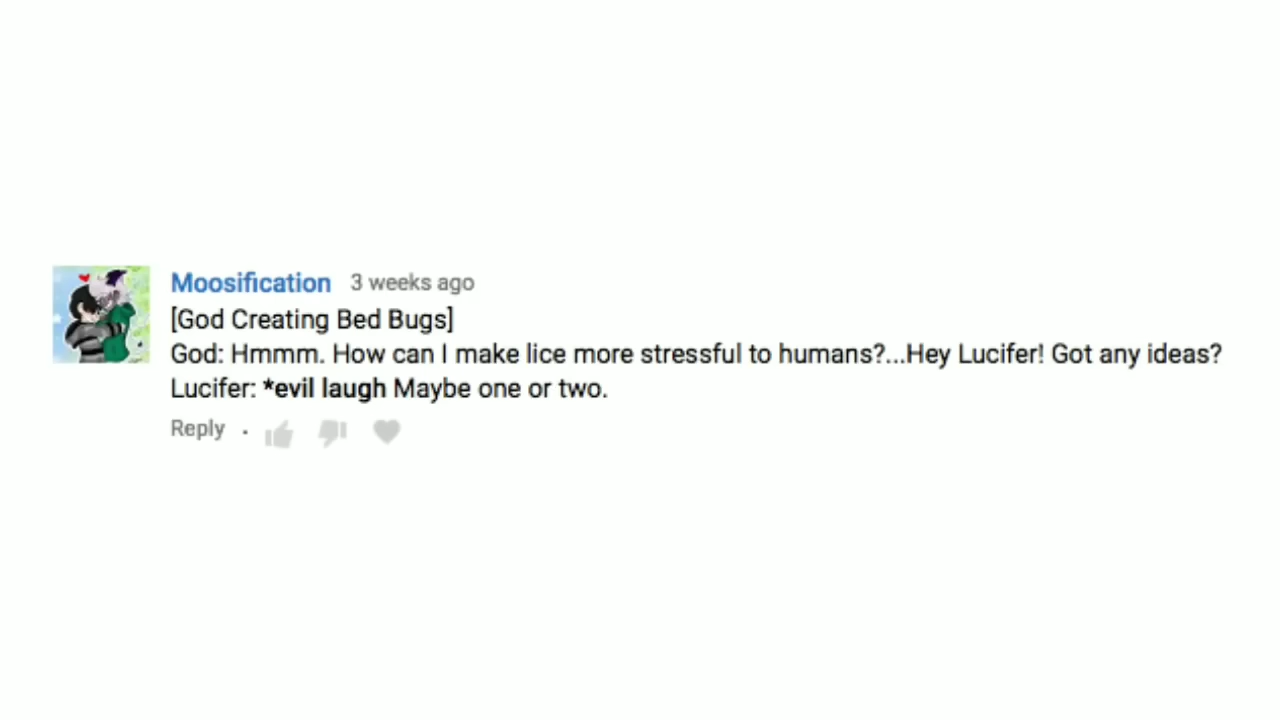 Moosification 3 weeks ago
[God Creating Bed Bugs]
God: Hmmm. How can I make lice more stressful to humans?...Hey Lucifer! Got any ideas?
Lucifer: *evil laugh Maybe one or two.
Reply .